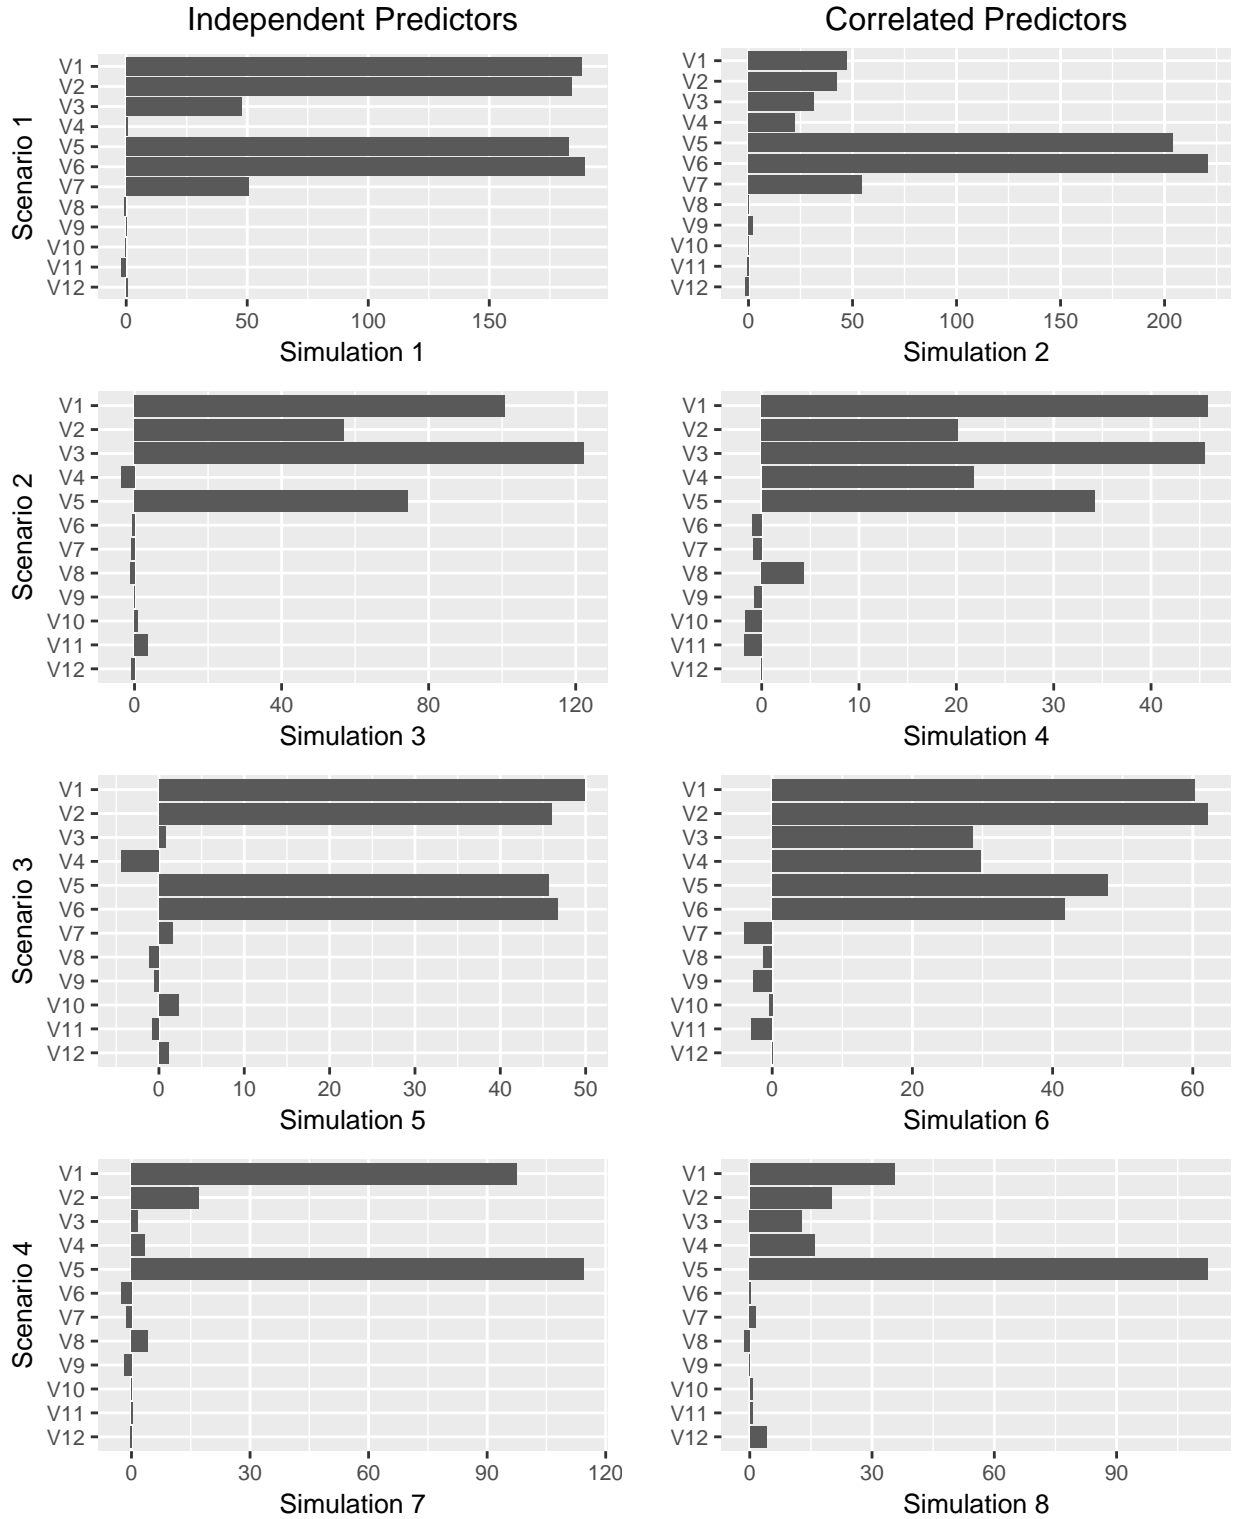 Independent Predictors
Correlated Predictors
Scenario 1
V1
V2
V3
V4
V5
V6
V7
V8
V9
V10
V11
V12
0 50 100 150
Simulation 1
V1
V2
V3
V4
V5
V6
V7
V8
V9
V10
V11
V12
0 50 100 150 200
Simulation 2
Scenario 2
V1
V2
V3
V4
V5
V6
V7
V8
V9
V10
V11
V12
0 40 80 120
Simulation 3
V1
V2
V3
V4
V5
V6
V7
V8
V9
V10
V11
V12
0 10 20 30 40
Simulation 4
Scenario 3
V1
V2
V3
V4
V5
V6
V7
V8
V9
V10
V11
V12
0 10 20 30 40 50
Simulation 5
V1
V2
V3
V4
V5
V6
V7
V8
V9
V10
V11
V12
0 20 40 60
Simulation 6
Scenario 4
V1
V2
V3
V4
V5
V6
V7
V8
V9
V10
V11
V12
0 30 60 90 120
Simulation 7
V1
V2
V3
V4
V5
V6
V7
V8
V9
V10
V11
V12
0 30 60 90
Simulation 8